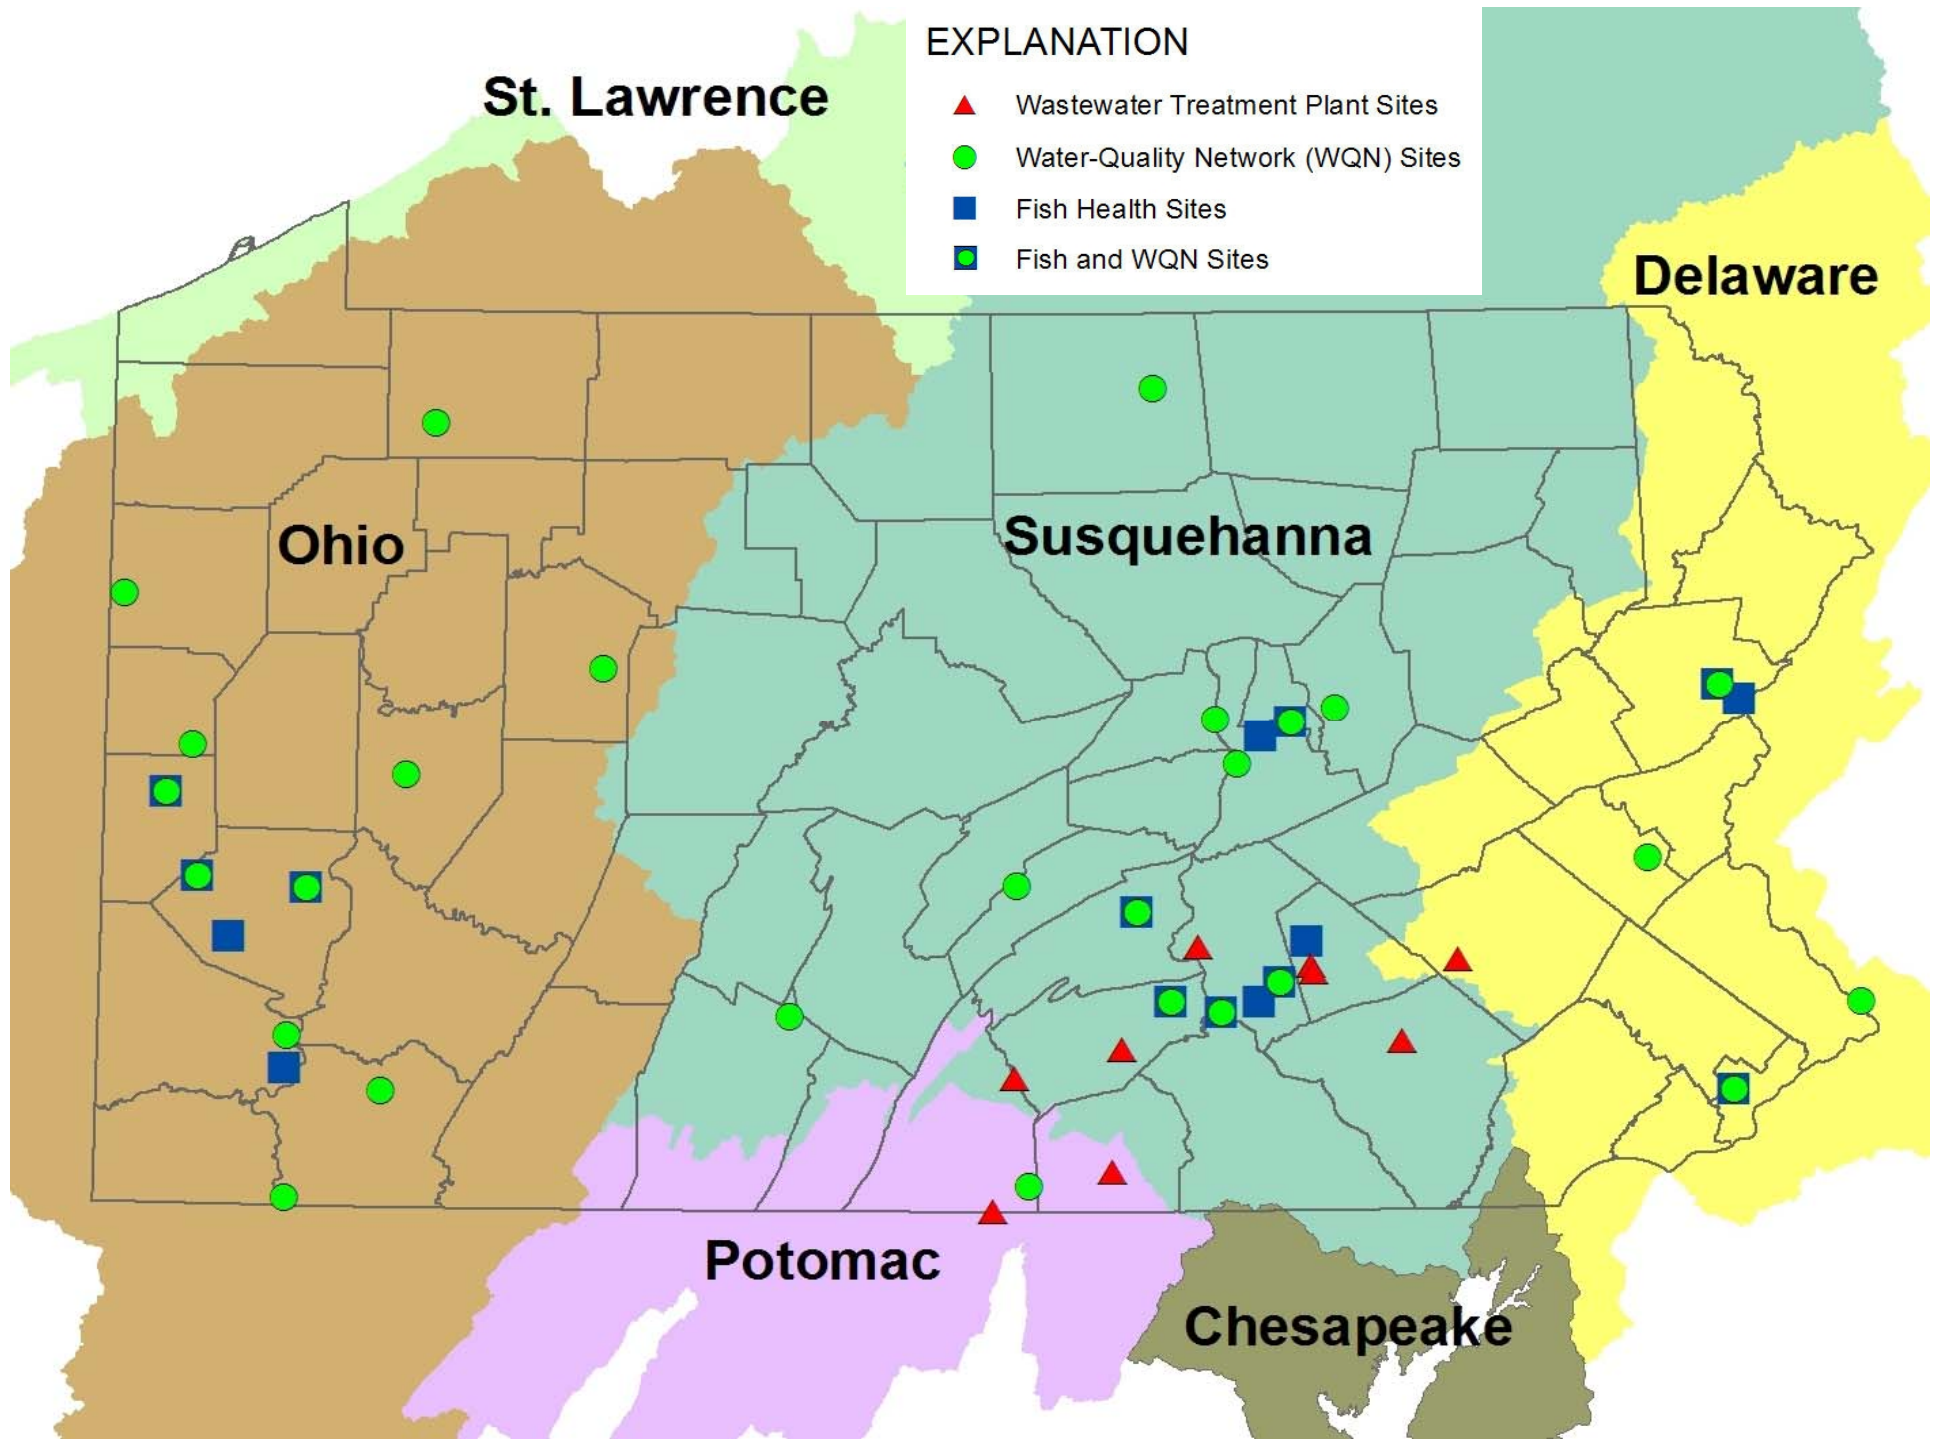 EXPLANATION
Wastewater Treatment Plant Sites
Water-Quality Network (WQN) Sites
Fish Health Sites
Fish and WQN Sites
St. Lawrence
Delaware
Ohio
Susquehanna
Potomac
Chesapeake